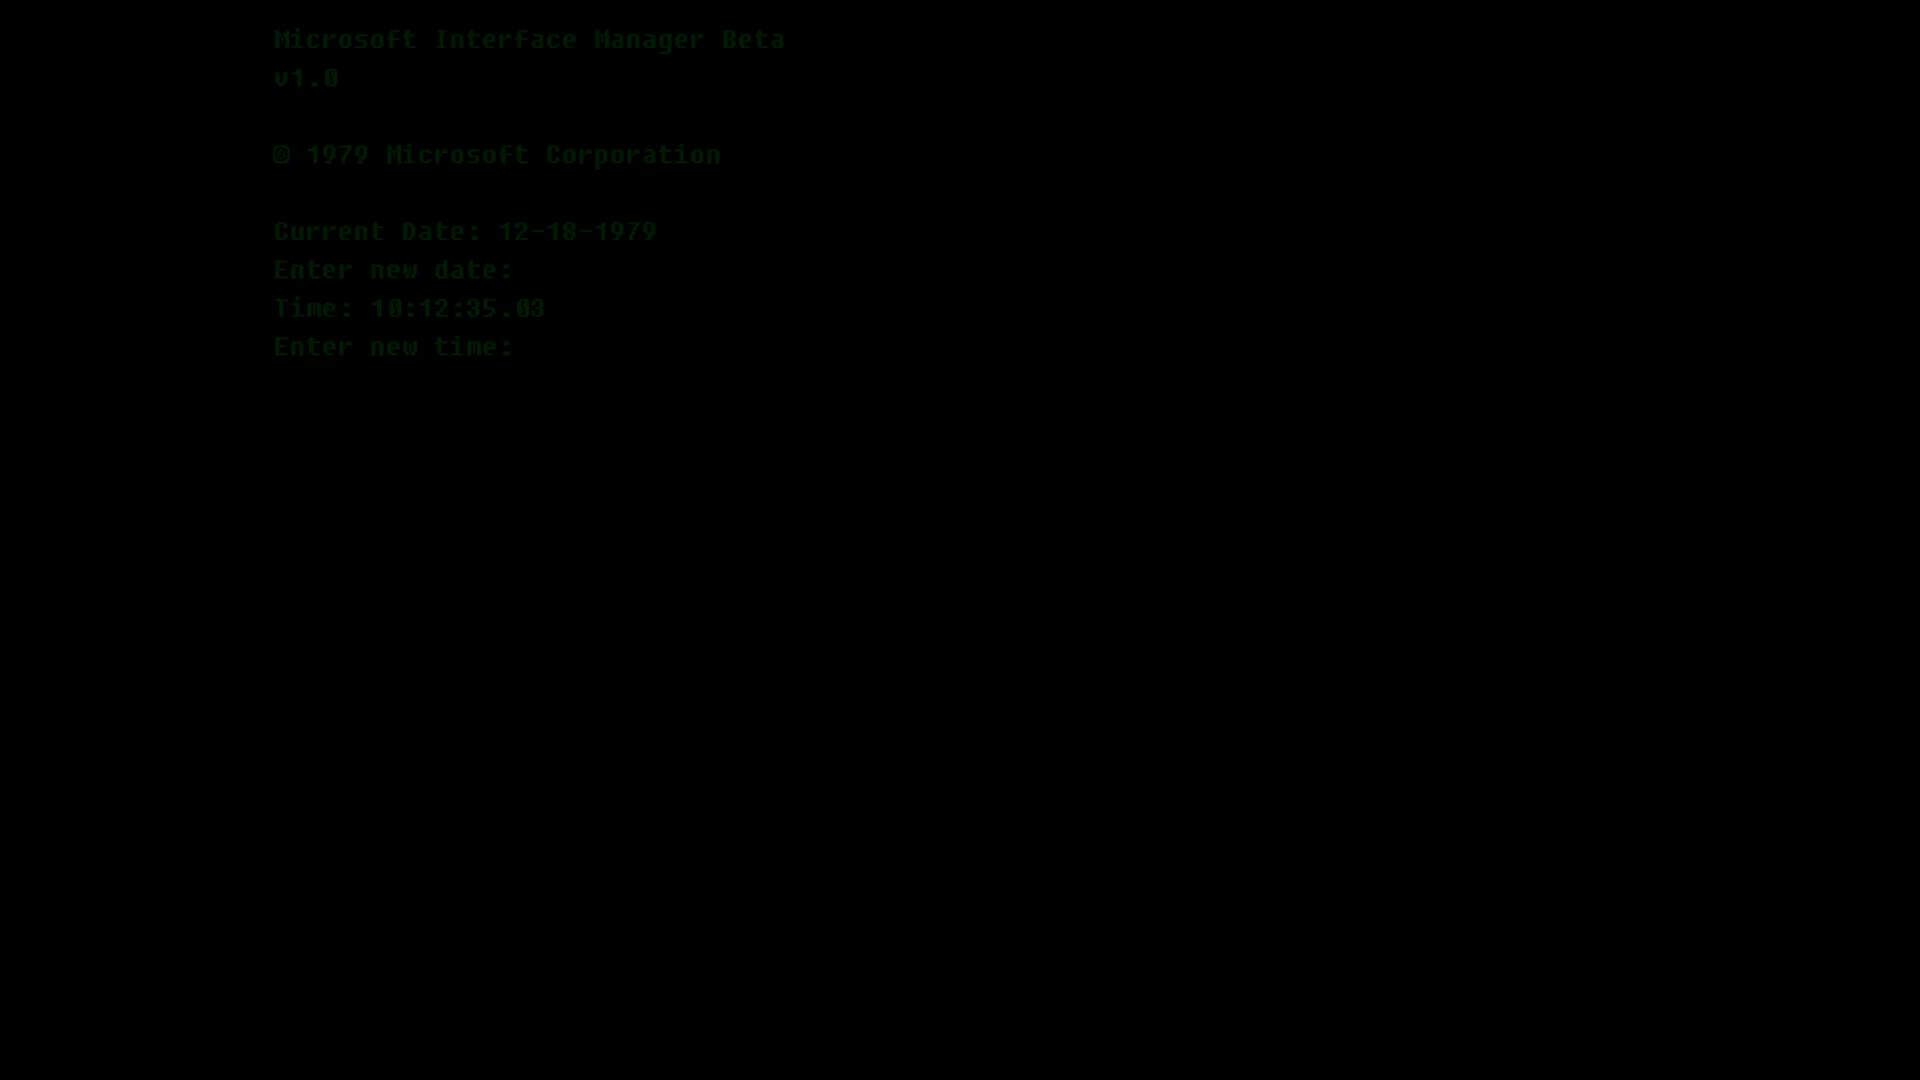 Microsoft Interface Manager Beta
v1.0
© 1979 Microsoft Corporation
Current Date: 12-18-1979
Enter new date:
Time: 10:12:35.03
Enter new time: